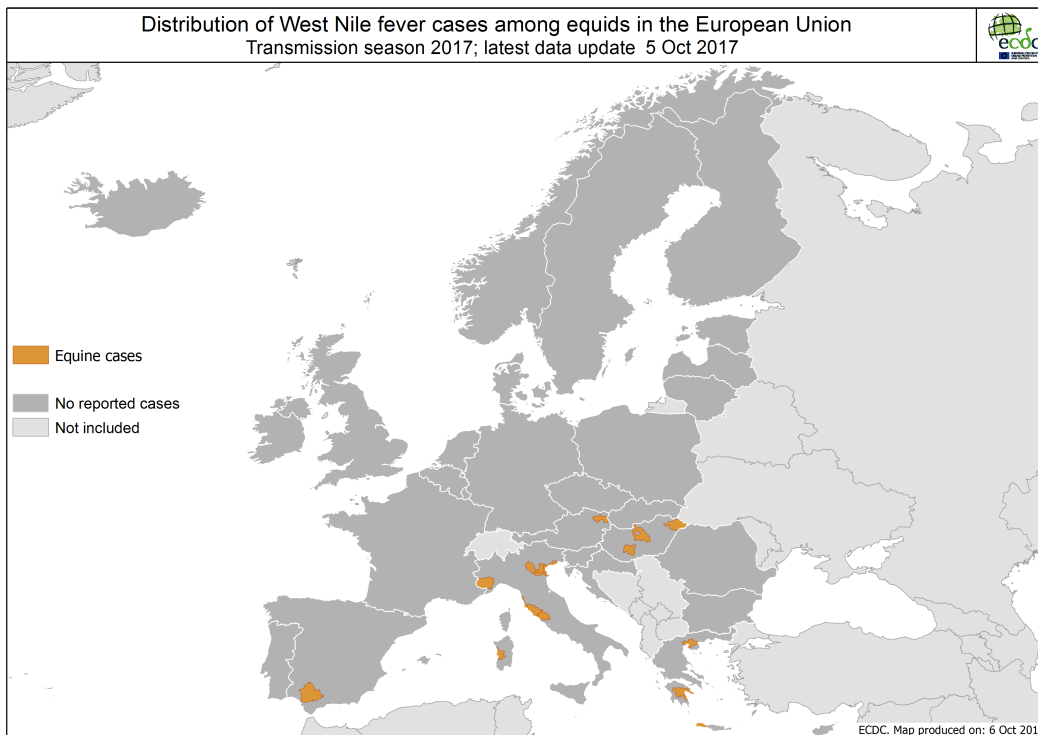 Distribution of West Nile fever cases among equids in the European Union
Transmission season 2017; latest data update 5 Oct 2017
ecdc
Equine cases
No reported cases
Not included
ECDC. Map produced on: 6 Oct 201